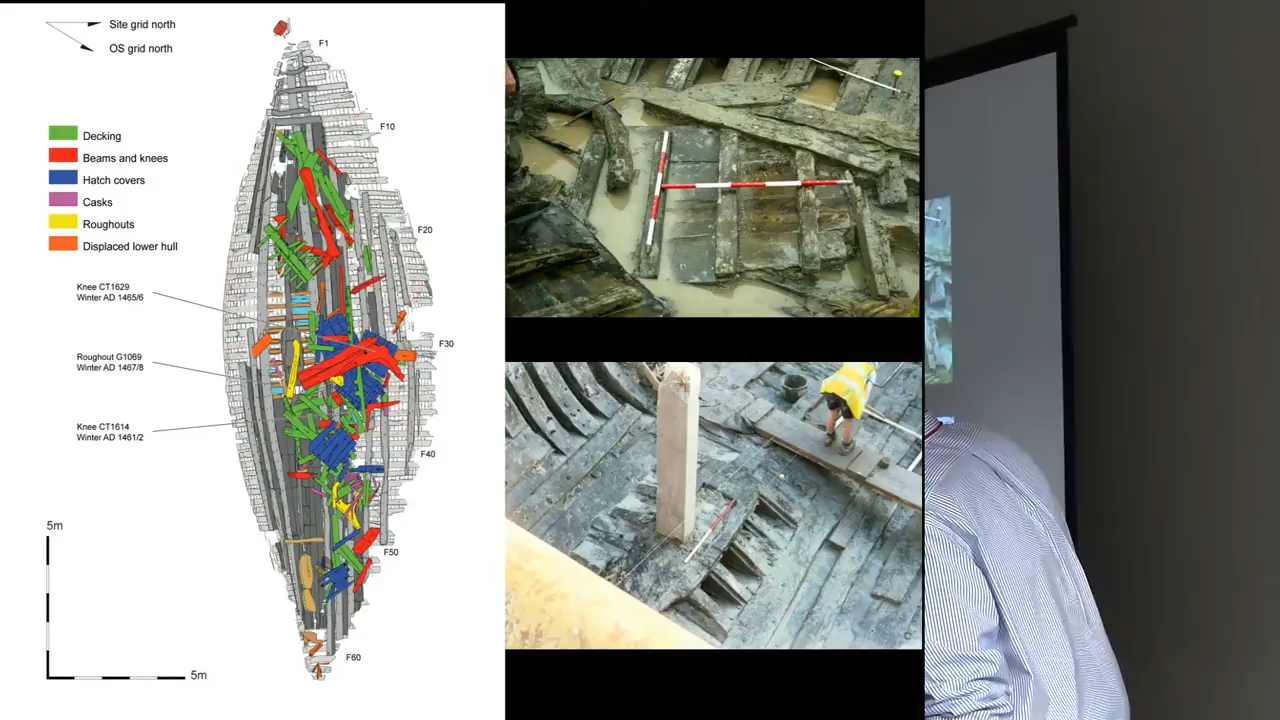 Site grid north
OS grid north
F1
Decking
Beams and knees
Hatch covers
Casks
Roughouts
Displaced lower hull
F10
F20
Knee CT1629
Winter AD 1465/6
F30
Roughout G1069
Winter AD 1467/8
Knee CT1614
Winter AD 1461/2
F40
5m
F50
F60
5m